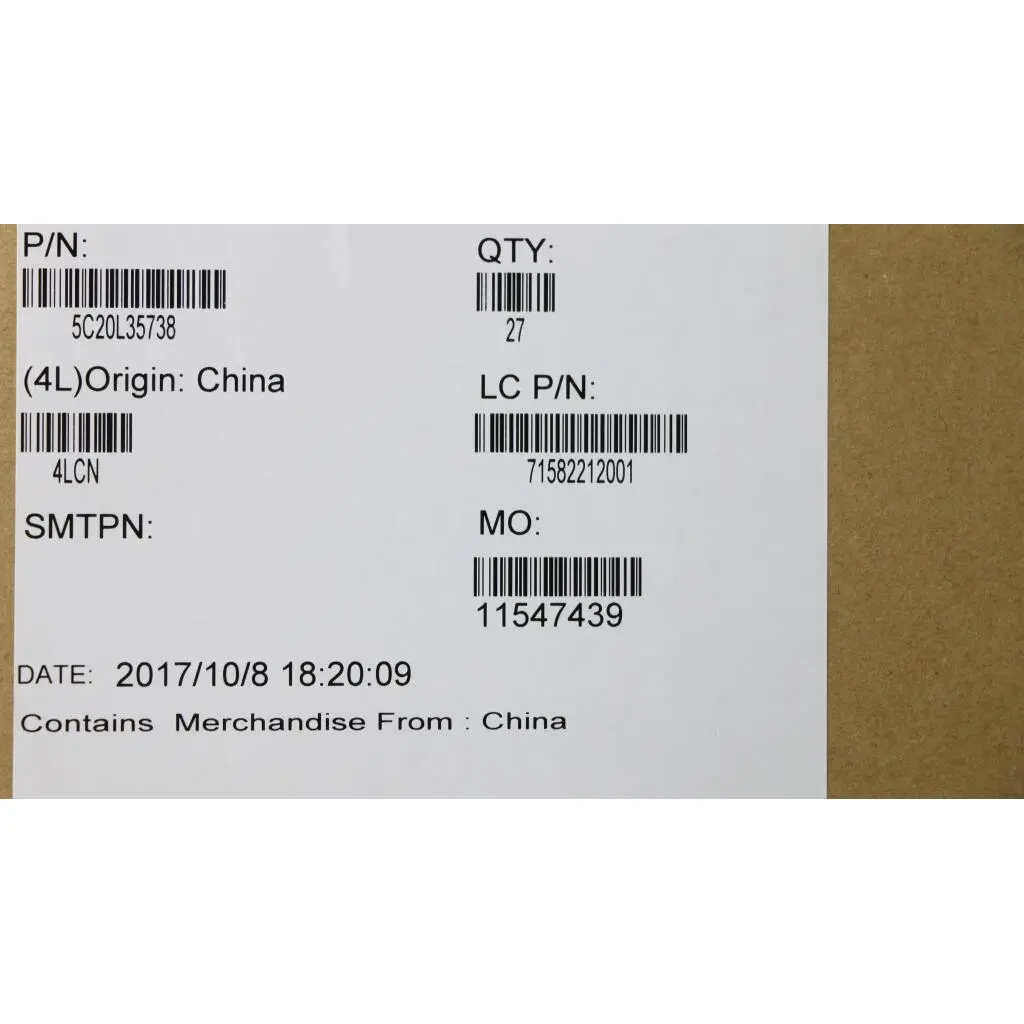 P/N:
5C20L35738
QTY:
27
(4L)Origin: China
4LCN
LC P/N:
71582212001
SMTPN:
MO:
11547439
DATE: 2017/10/8 18:20:09
Contains Merchandise From : China